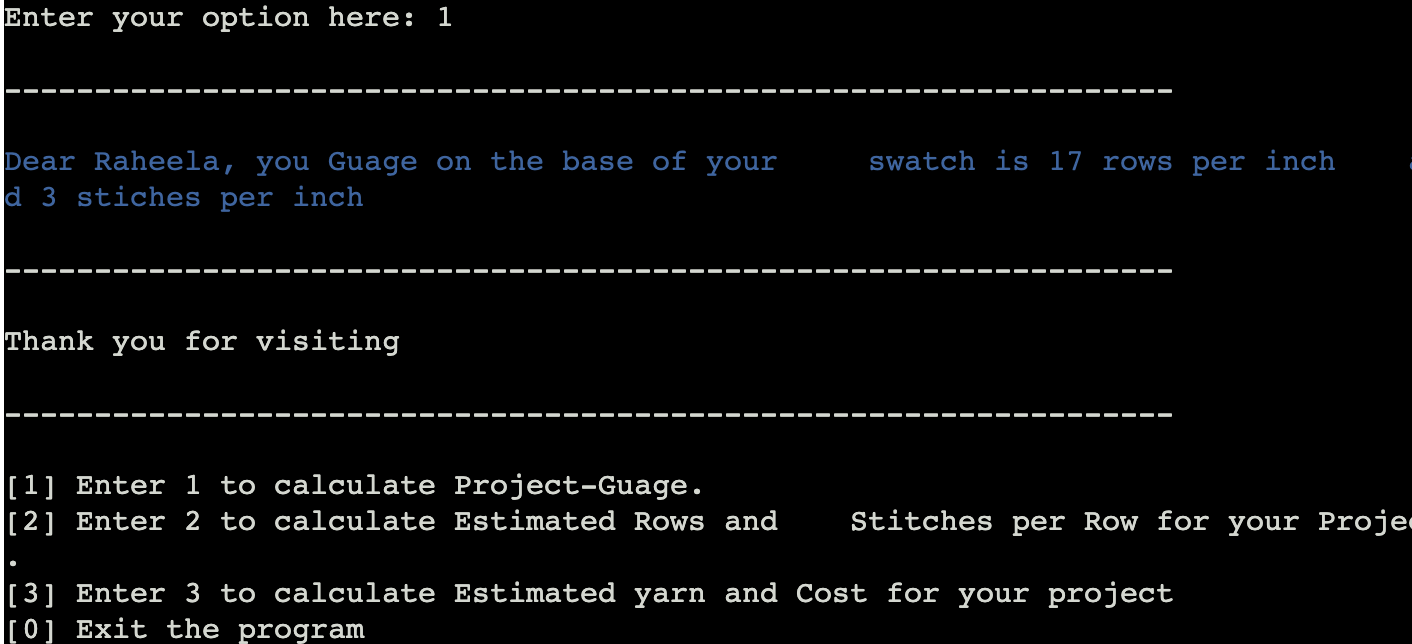 Enter your option here: 1
-----------------------------------------------------------------
Dear Raheela, you Guage on the base of your     swatch is 17 rows per inch
d 3 stiches per inch
-----------------------------------------------------------------
Thank you for visiting
-----------------------------------------------------------------
[1] Enter 1 to calculate Project-Guage.
[2] Enter 2 to calculate Estimated Rows and    Stitches per Row for your Projec
.
[3] Enter 3 to calculate Estimated yarn and Cost for your project
[0] Exit the program